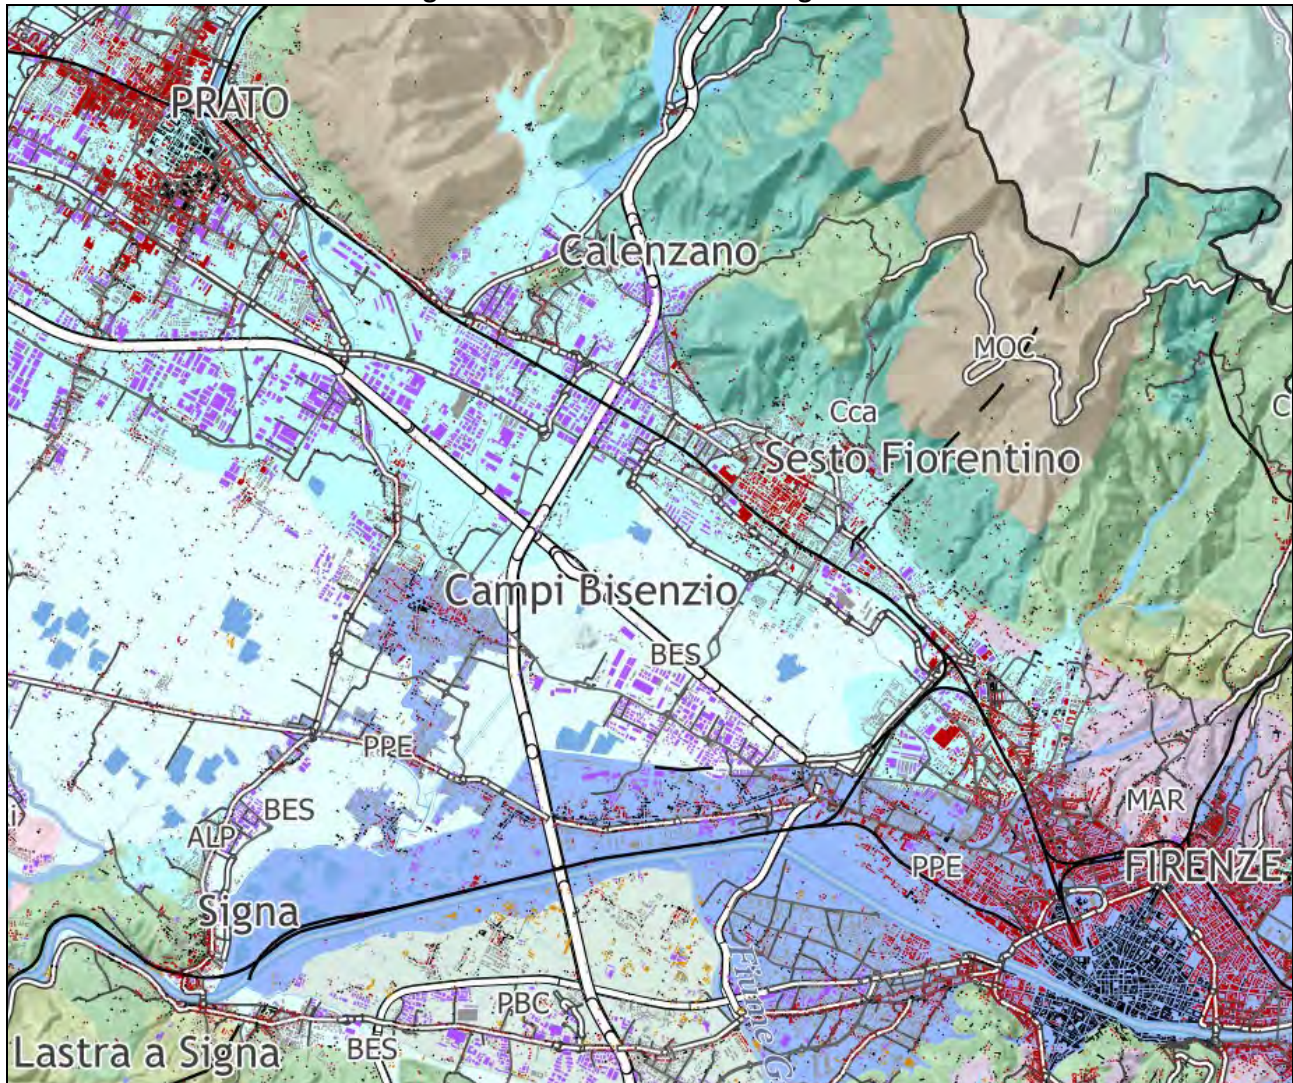 PRATO
Calenzano
MOC
Cca
Sesto Fiorentino
Campi Bisenzio
BES
PPE
BES
MAR
ALP
PPE
FIRENZE
Signa
Fiume G
PBC
Lastra a Signa
BES